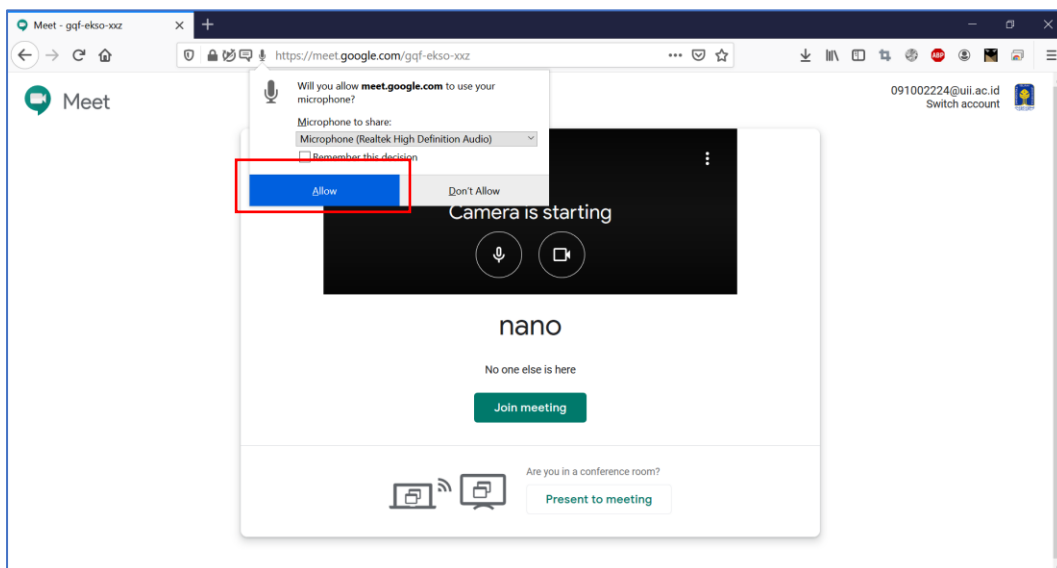 Meet - gqf-ekso-xxz
https://meet.google.com/gqf-ekso-xxz
ABP
Meet
091002224@uii.ac.id
Switch account
Will you allow meet.google.com to use your
microphone?
Microphone to share:
Microphone (Realtek High Definition Audio)
Remember this decision
Allow
Don't Allow
Camera is starting
nano
No one else is here
Join meeting
Are you in a conference room?
Present to meeting